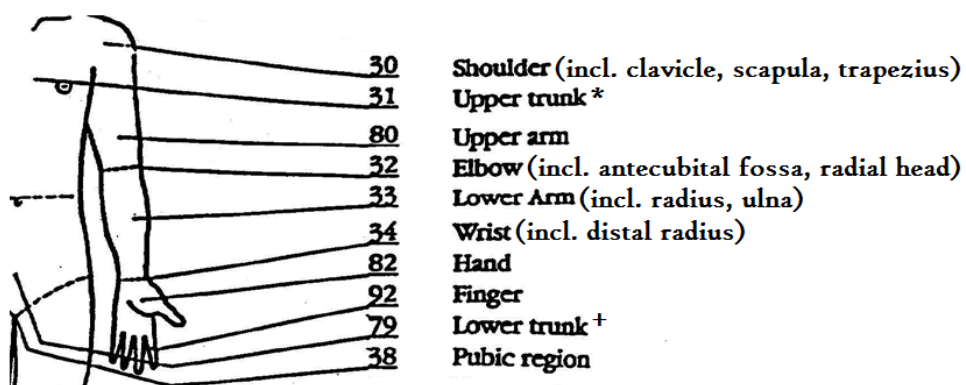 30 Shoulder (incl. clavicle, scapula, trapezius)
31 Upper trunk *
80 Upper arm
32 Elbow (incl. antecubital fossa, radial head)
33 Lower Arm (incl. radius, ulna)
34 Wrist (incl. distal radius)
82 Hand
92 Finger
79 Lower trunk +
38 Pubic region